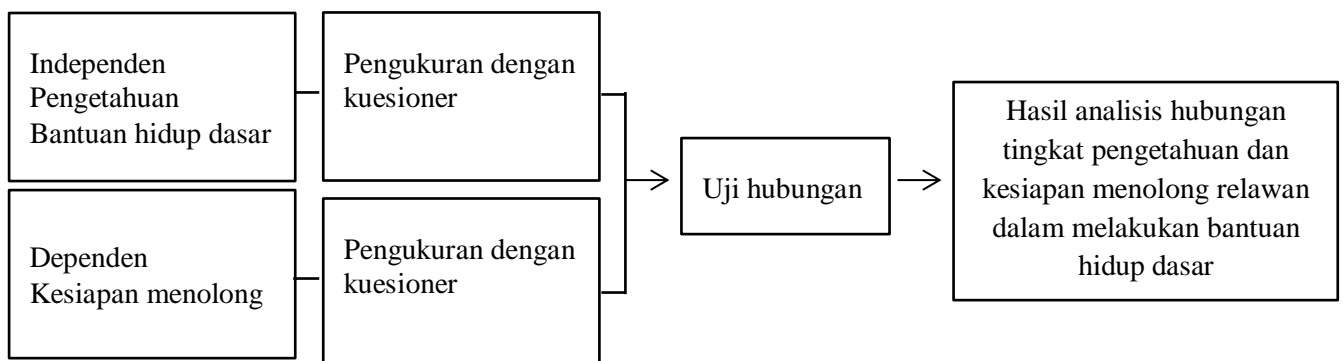 Independen
Pengetahuan
Bantuan hidup dasar
Pengukuran dengan
kuesioner
Dependen
Kesiapan menolong
Pengukuran dengan
kuesioner
Uji hubungan
Hasil analisis hubungan
tingkat pengetahuan dan
kesiapan menolong relawan
dalam melakukan bantuan
hidup dasar